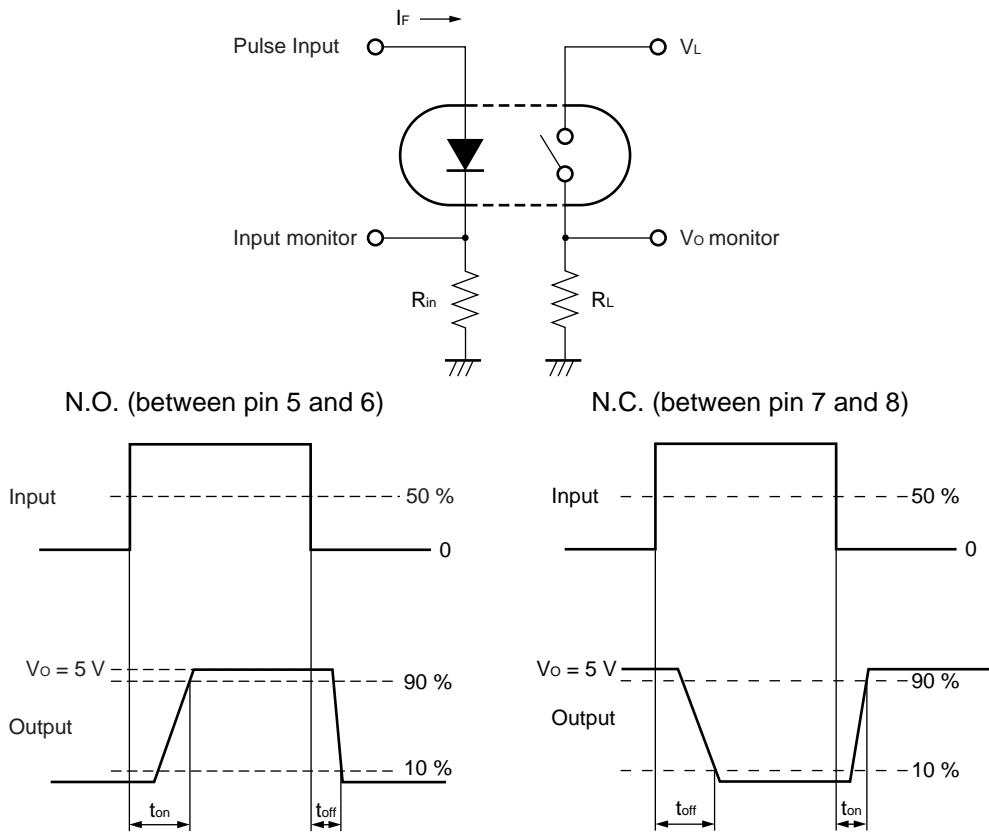 IF
Pulse Input
VL
Input monitor
VO monitor
Rin
RL
N.O. (between pin 5 and 6)
Input
50 %
0
VO = 5 V
90 %
Output
10 %
ton
toff
N.C. (between pin 7 and 8)
Input
50 %
0
VO = 5 V
90 %
Output
10 %
toff
ton